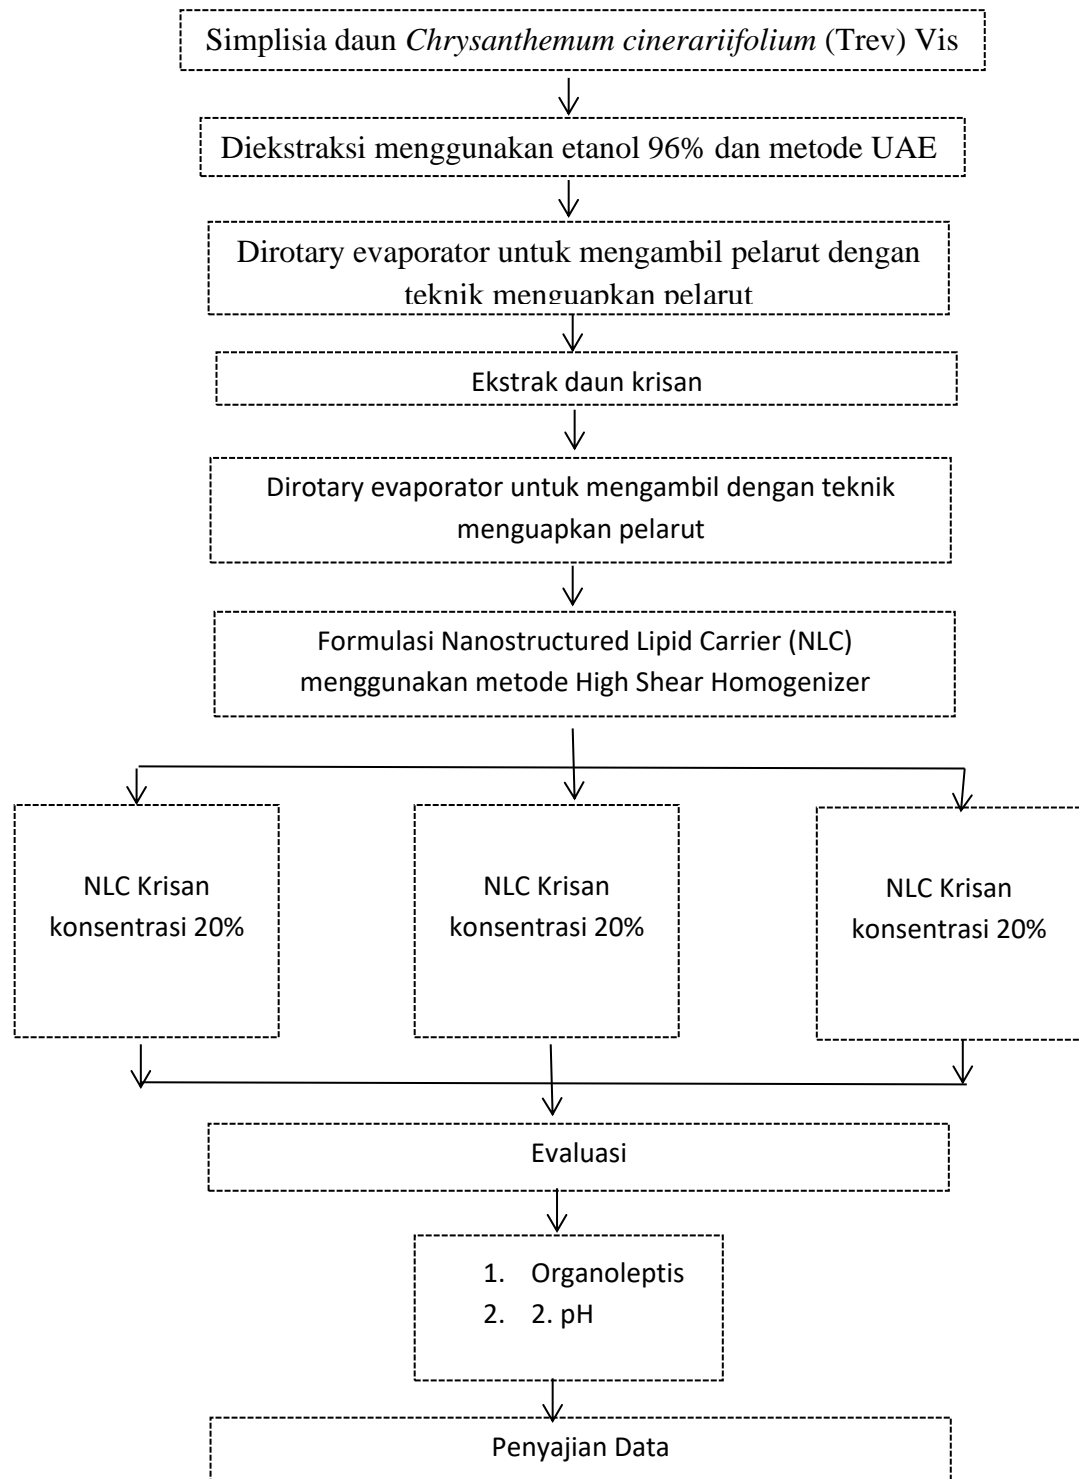 Simplisia daun Chrysanthemum cinerariifolium (Trev) Vis
Diekstraksi menggunakan etanol 96% dan metode UAE
Dirotary evaporator untuk mengambil pelarut dengan
teknik menguapkan pelarut
Ekstrak daun krisan
Dirotary evaporator untuk mengambil dengan teknik
menguapkan pelarut
Formulasi Nanostructured Lipid Carrier (NLC)
menggunakan metode High Shear Homogenizer
NLC Krisan
konsentrasi 20%
NLC Krisan
konsentrasi 20%
NLC Krisan
konsentrasi 20%
Evaluasi
1. Organoleptis
2. 2. pH
Penyajian Data